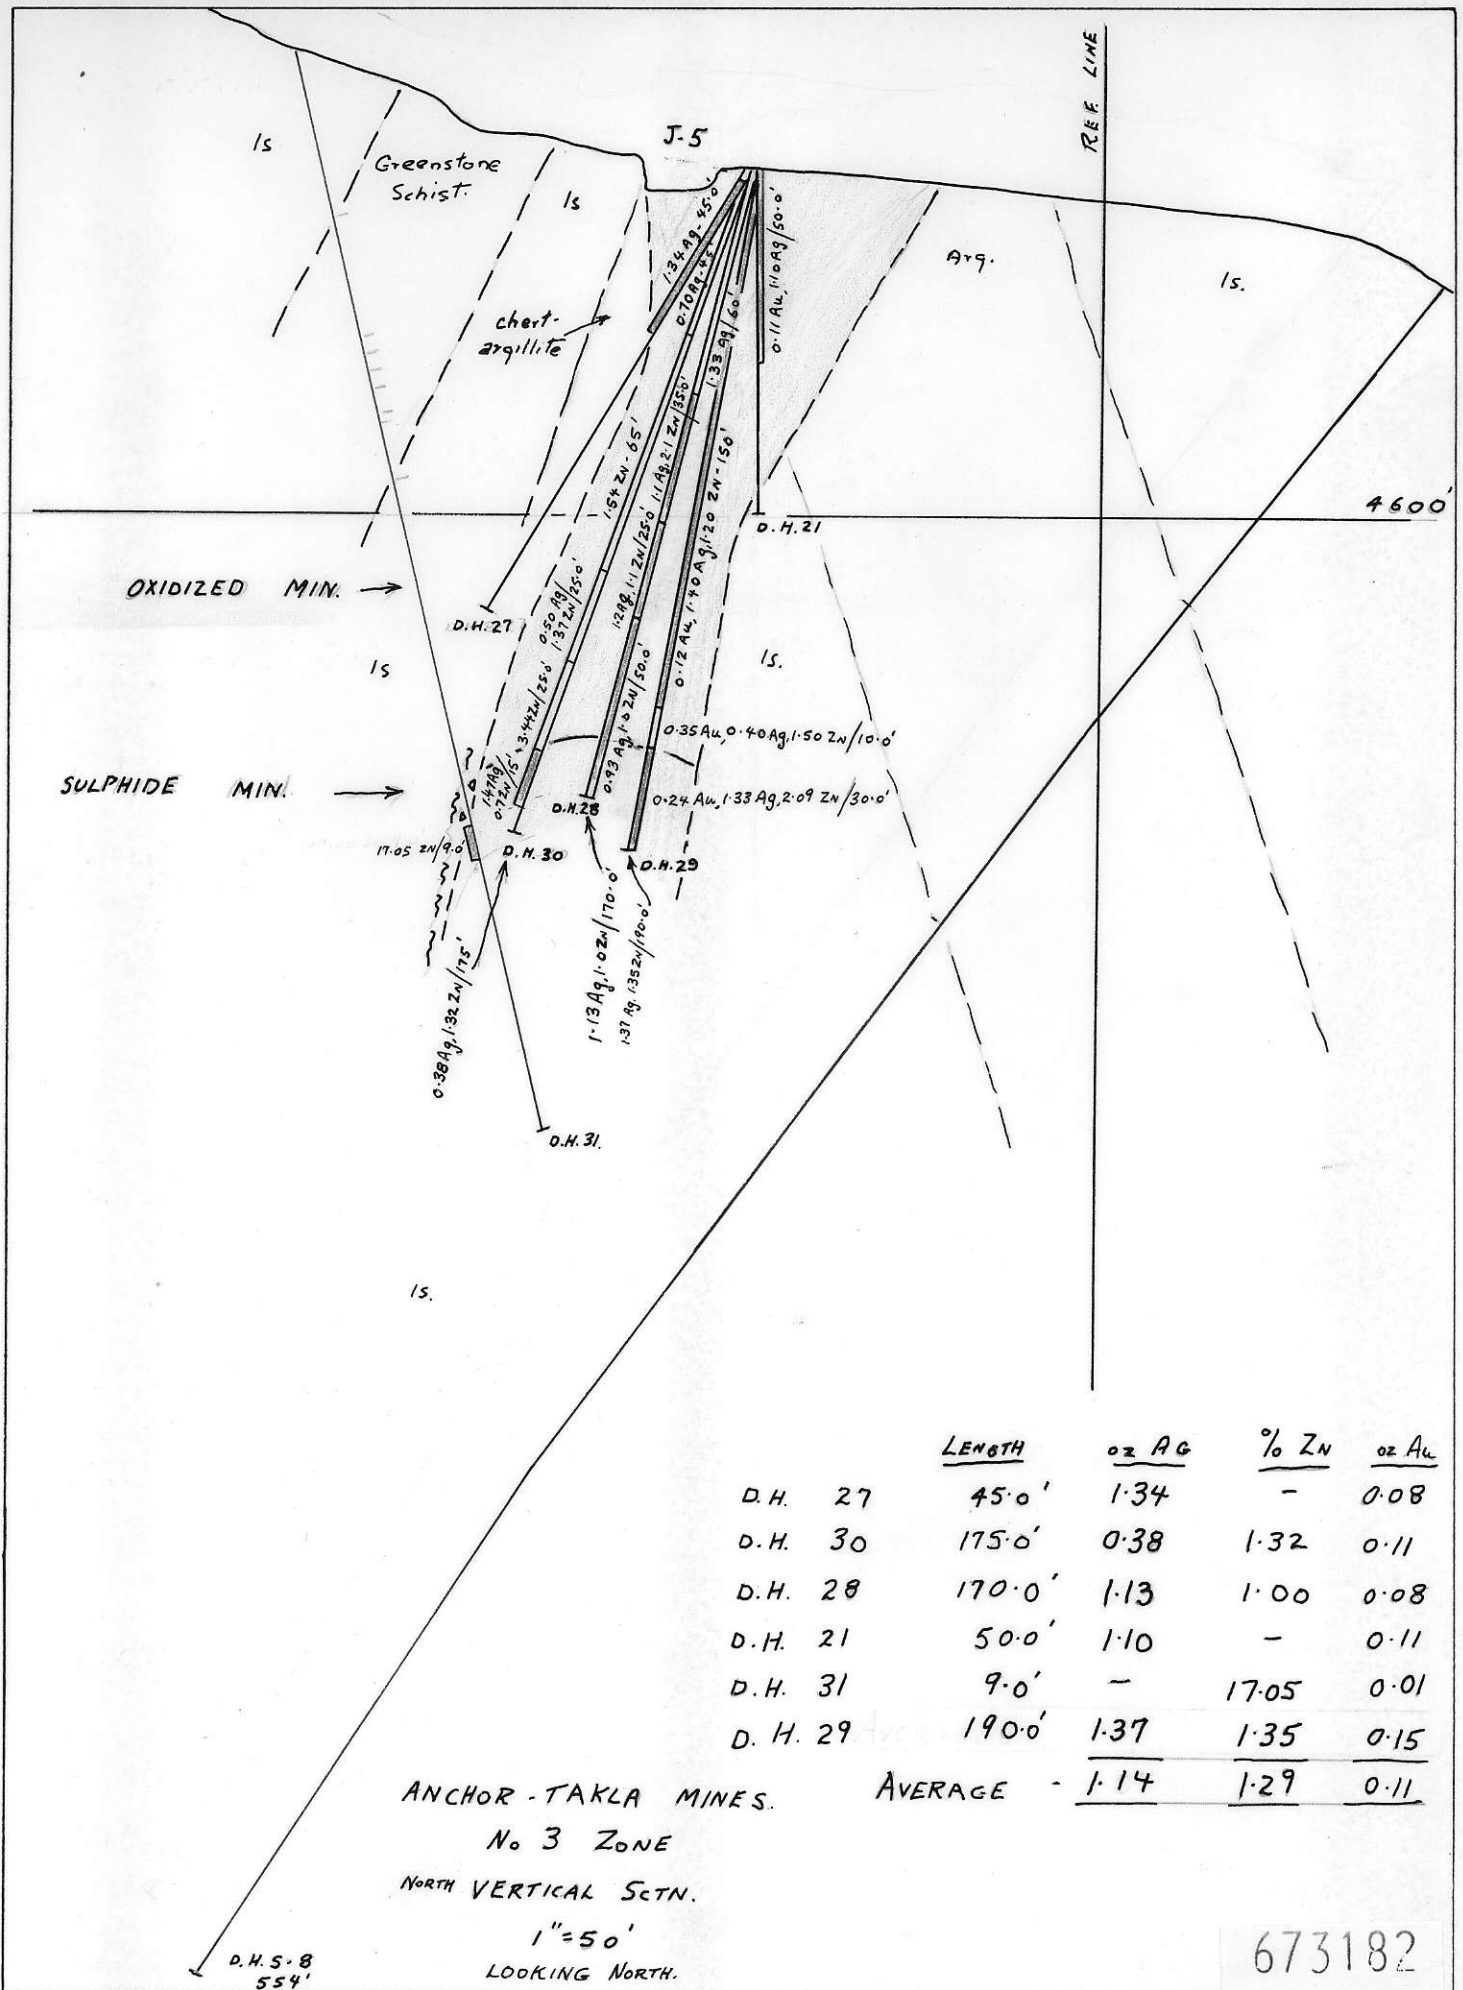 REF. LINE
J-5
ls
Greenstone
Schist.
ls
Arg.
ls.
chert-
argillite
1.34 Ag - 45.0'
0.70 Ag - 45'
1.33 Ag/60'
0.11 Au, 1.10 Ag/50.0'
1.54 ZN - 65'
1.1 Ag, 2.1 ZN/35.0'
4600'
D.H. 21
OXIDIZED MIN. →
D.H. 27
0.50 Ag/
1.37 ZN/25.0'
1.2 Ag, 1.1 ZN/25.0'
0.12 Au, 1.40 Ag, 1.20 ZN - 150'
ls
ls.
3.44 ZN/25.0'
0.93 Ag, 1.0 ZN/50.0'
0.35 Au, 0.40 Ag, 1.50 ZN/10.0'
SULPHIDE MIN. →
1.47 Ag/
0.72 N/15'
D.H. 28
0.24 Au, 1.33 Ag, 2.09 ZN/30.0'
17.05 ZN/9.0'
D.H. 30
D.H. 29
0.38 Ag, 1.32 ZN/175'
1.13 Ag, 1.0 ZN/170.0'
1.37 Ag, 1.35 ZN/190.0'
D.H. 31.
ls.
LENGTH oz AG % ZN oz Au
D.H. 27 45.0' 1.34 - 0.08
D.H. 30 175.0' 0.38 1.32 0.11
D.H. 28 170.0' 1.13 1.00 0.08
D.H. 21 50.0' 1.10 - 0.11
D.H. 31 9.0' - 17.05 0.01
D.H. 29 190.0' 1.37 1.35 0.15
AVERAGE - 1.14 1.29 0.11
ANCHOR - TAKLA MINES.
No 3 ZONE
NORTH VERTICAL SCTN.
1" = 50'
LOOKING NORTH.
D.H. S-8
554'
673182